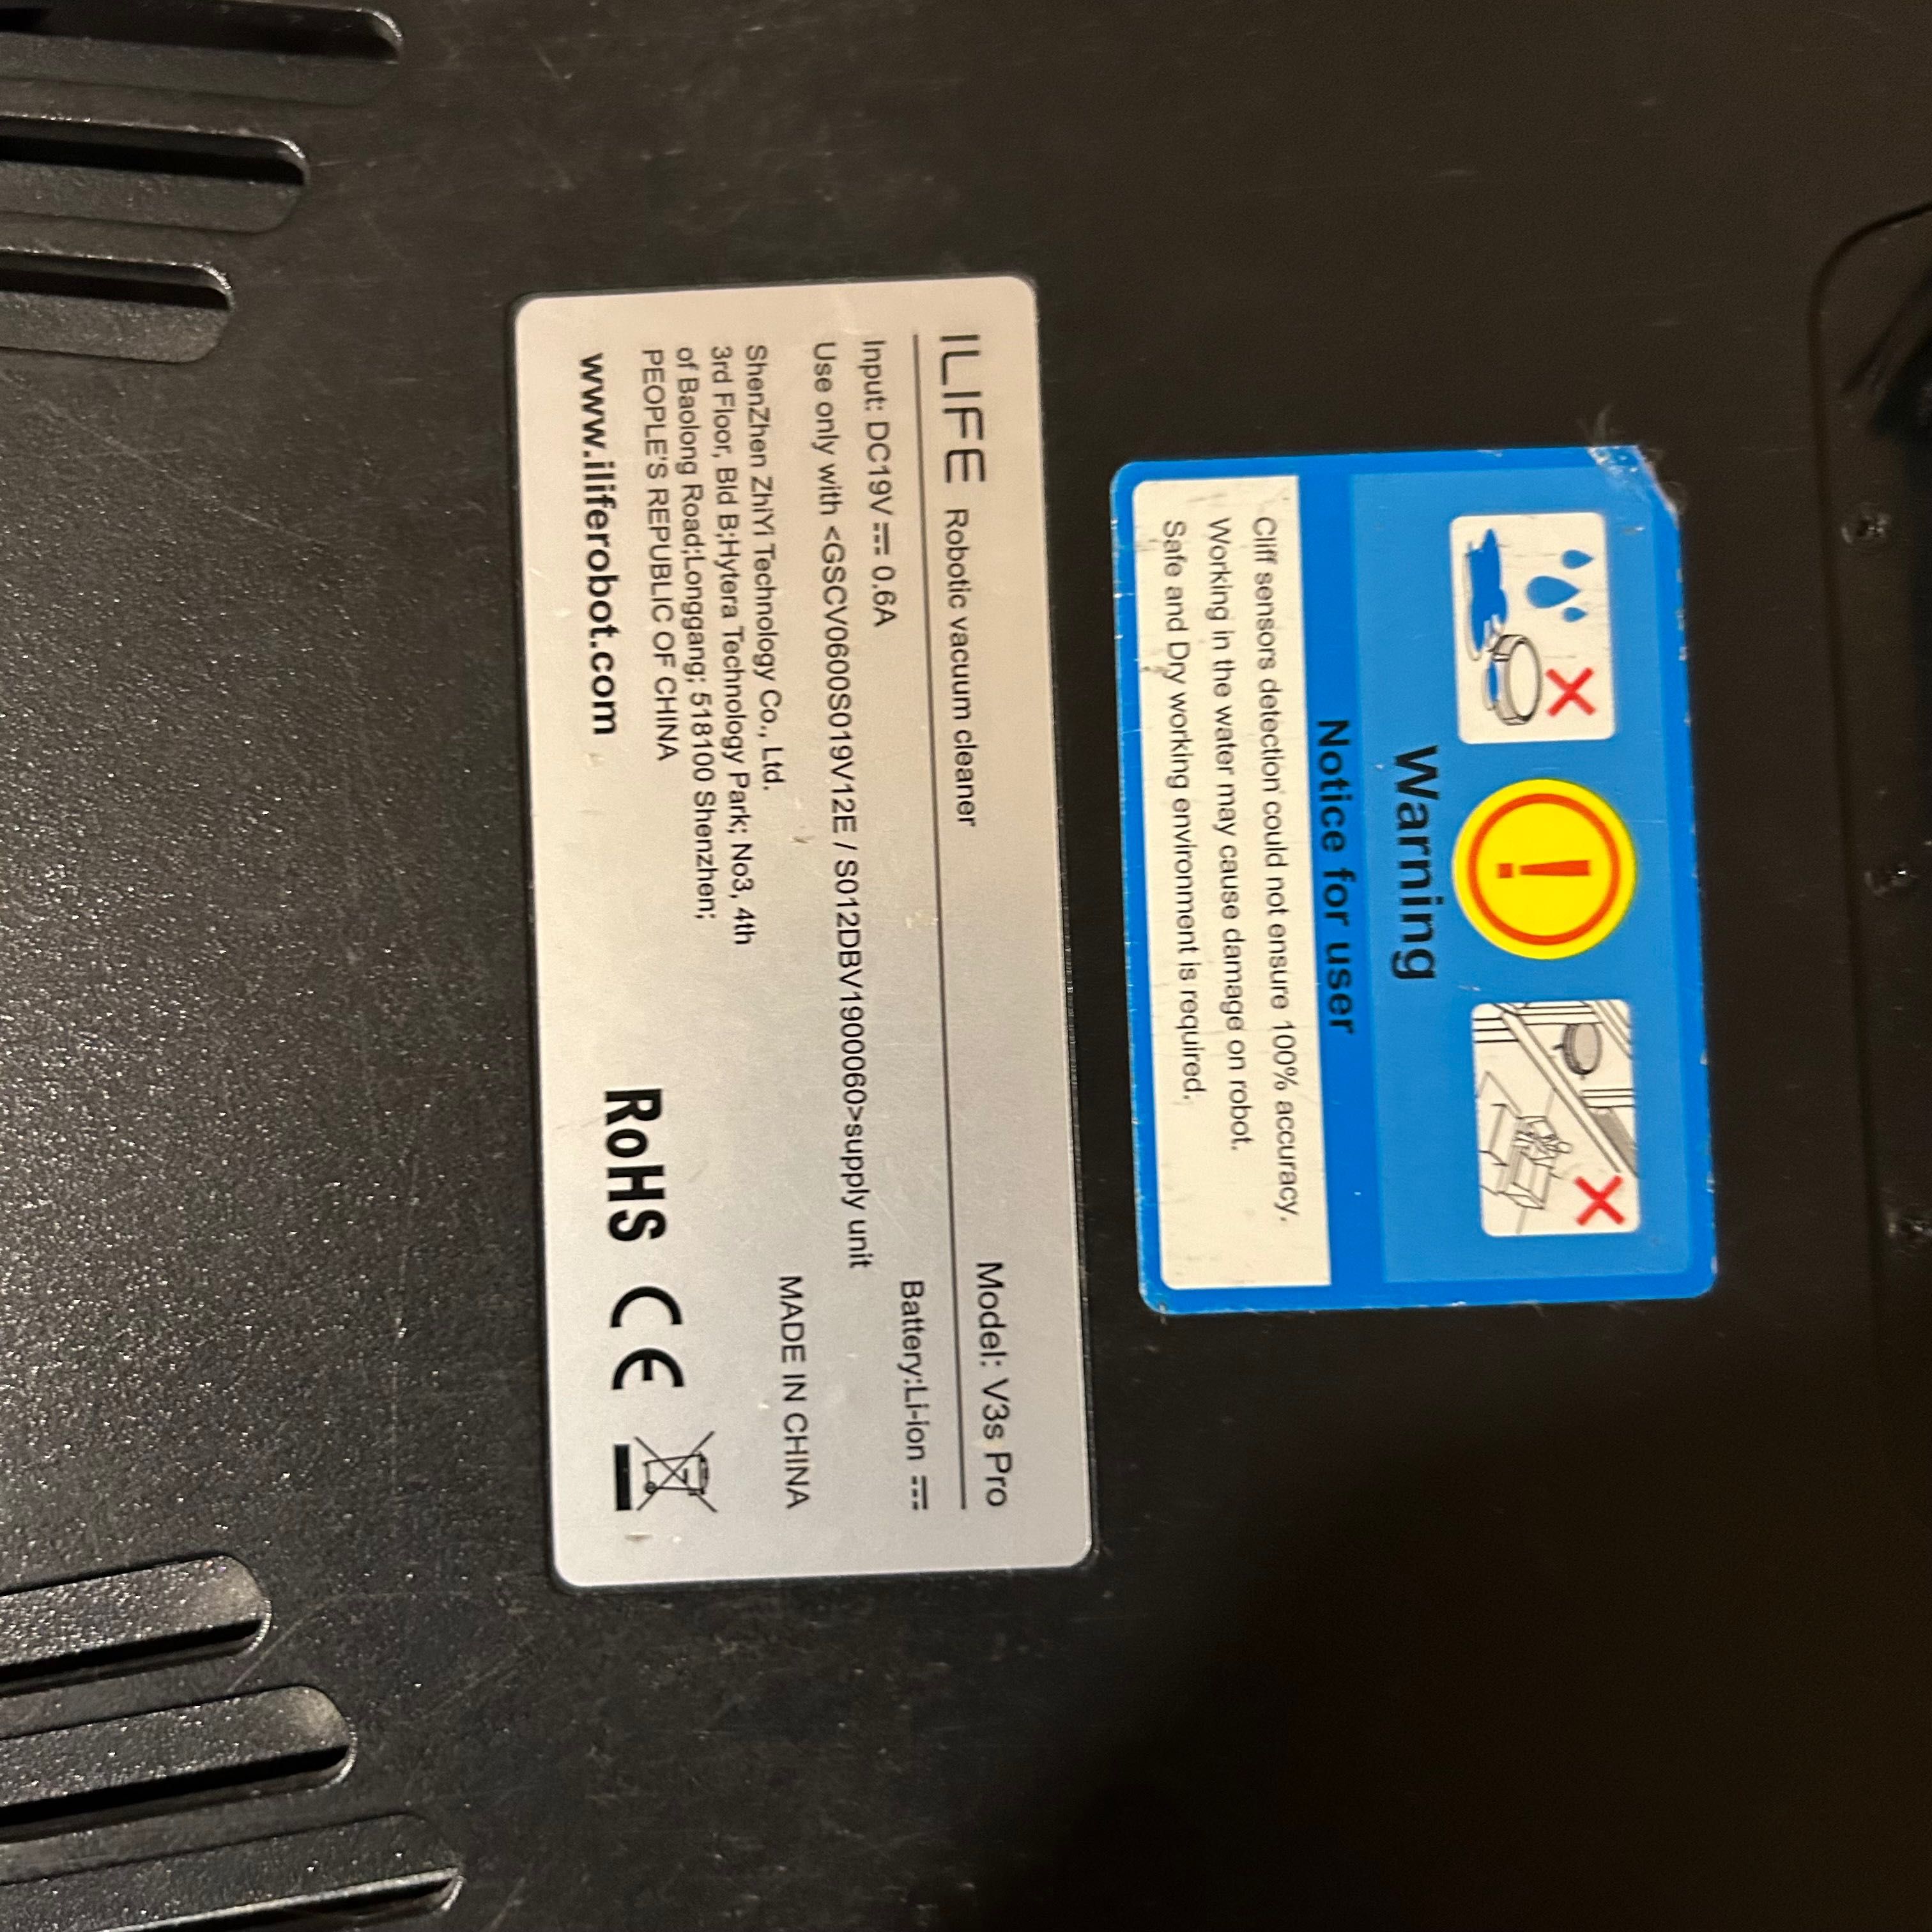 Warning
Notice for user
Cliff sensors detection could not ensure 100% accuracy.
Working in the water may cause damage on robot.
Safe and Dry working environment is required.
ILIFE Robotic vacuum cleaner Model: V3s Pro
Input: DC19V⎓0.6A Battery:Li-ion ⎓
Use only with <GSCV0600S019V12E / S012DBV1900060>supply unit
MADE IN CHINA
ShenZhen ZhiYi Technology Co., Ltd.
3rd Floor, Bld B;Hytera Technology Park; No3, 4th
of Baolong Road;Longgang; 518100 Shenzhen;
PEOPLE'S REPUBLIC OF CHINA
www.iliferobot.com RoHS CE